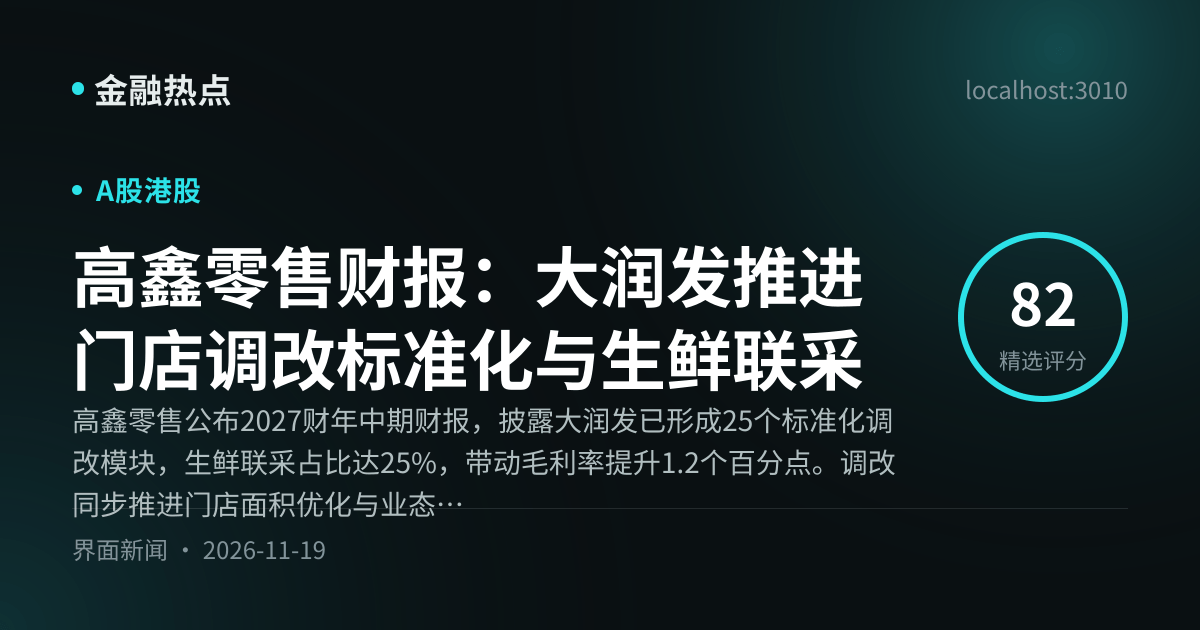 金融热点
localhost:3010
A股港股
高鑫零售财报：大润发推进
门店调改标准化与生鲜联采
82
精选评分
高鑫零售公布2027财年中期财报，披露大润发已形成25个标准化调
改模块，生鲜联采占比达25%，带动毛利率提升1.2个百分点。调改
同步推进门店面积优化与业态…
界面新闻 · 2026-11-19